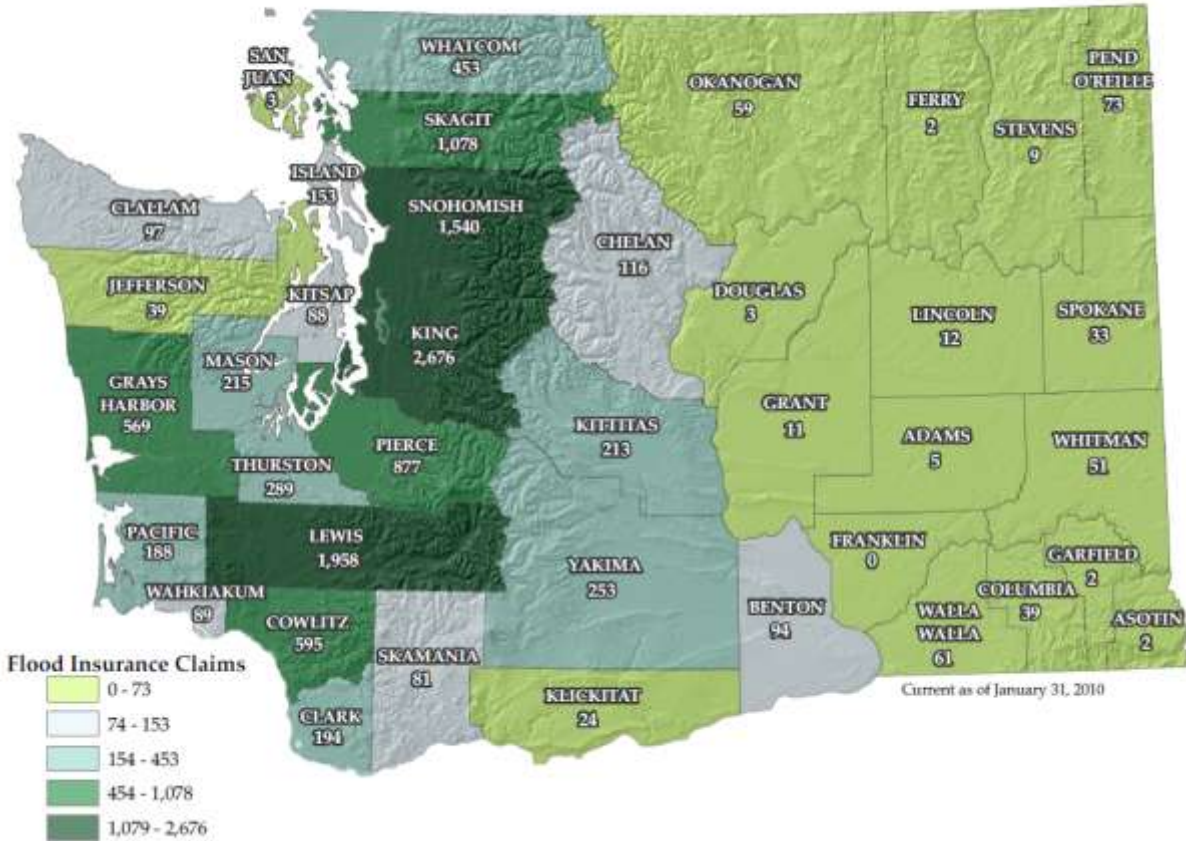 WHATCOM
453
SAN
JUAN
3
OKANOGAN
59
FERRY
2
STEVENS
9
PEND
O'REILLE
73
SKAGIT
1,078
ISLAND
153
CLALLAM
97
SNOHOMISH
1,540
CHELAN
116
JEFFERSON
39
KITSAP
88
DOUGLAS
3
LINCOLN
12
SPOKANE
33
KING
2,676
MASON
215
GRAYS
HARBOR
569
GRANT
11
KITTITAS
213
ADAMS
5
WHITMAN
51
PIERCE
877
THURSTON
289
PACIFIC
188
LEWIS
1,958
YAKIMA
253
FRANKLIN
0
GARFIELD
2
WAHKIAKUM
89
COLUMBIA
39
BENTON
94
WALLA
WALLA
61
ASOTIN
2
COWLITZ
595
SKAMANIA
81
KLICKITAT
24
CLARK
194
Current as of January 31, 2010
Flood Insurance Claims
0 - 73
74 - 153
154 - 453
454 - 1,078
1,079 - 2,676